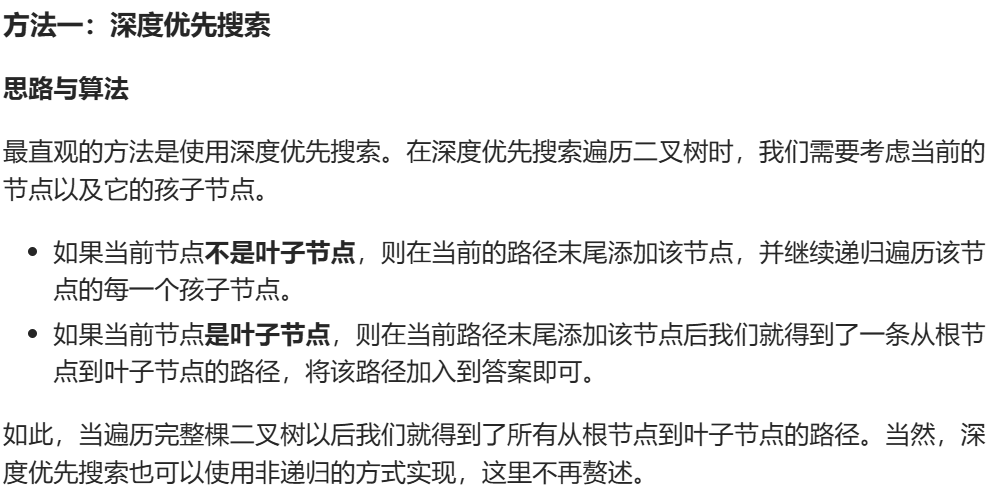 方法一：深度优先搜索
思路与算法
最直观的方法是使用深度优先搜索。在深度优先搜索遍历二叉树时，我们需要考虑当前的
节点以及它的孩子节点。
• 如果当前节点不是叶子节点，则在当前的路径末尾添加该节点，并继续递归遍历该节
点的每一个孩子节点。
• 如果当前节点是叶子节点，则在当前路径末尾添加该节点后我们就得到了一条从根节
点到叶子节点的路径，将该路径加入到答案即可。
如此，当遍历完整棵二叉树以后我们就得到了所有从根节点到叶子节点的路径。当然，深
度优先搜索也可以使用非递归的方式实现，这里不再赘述。